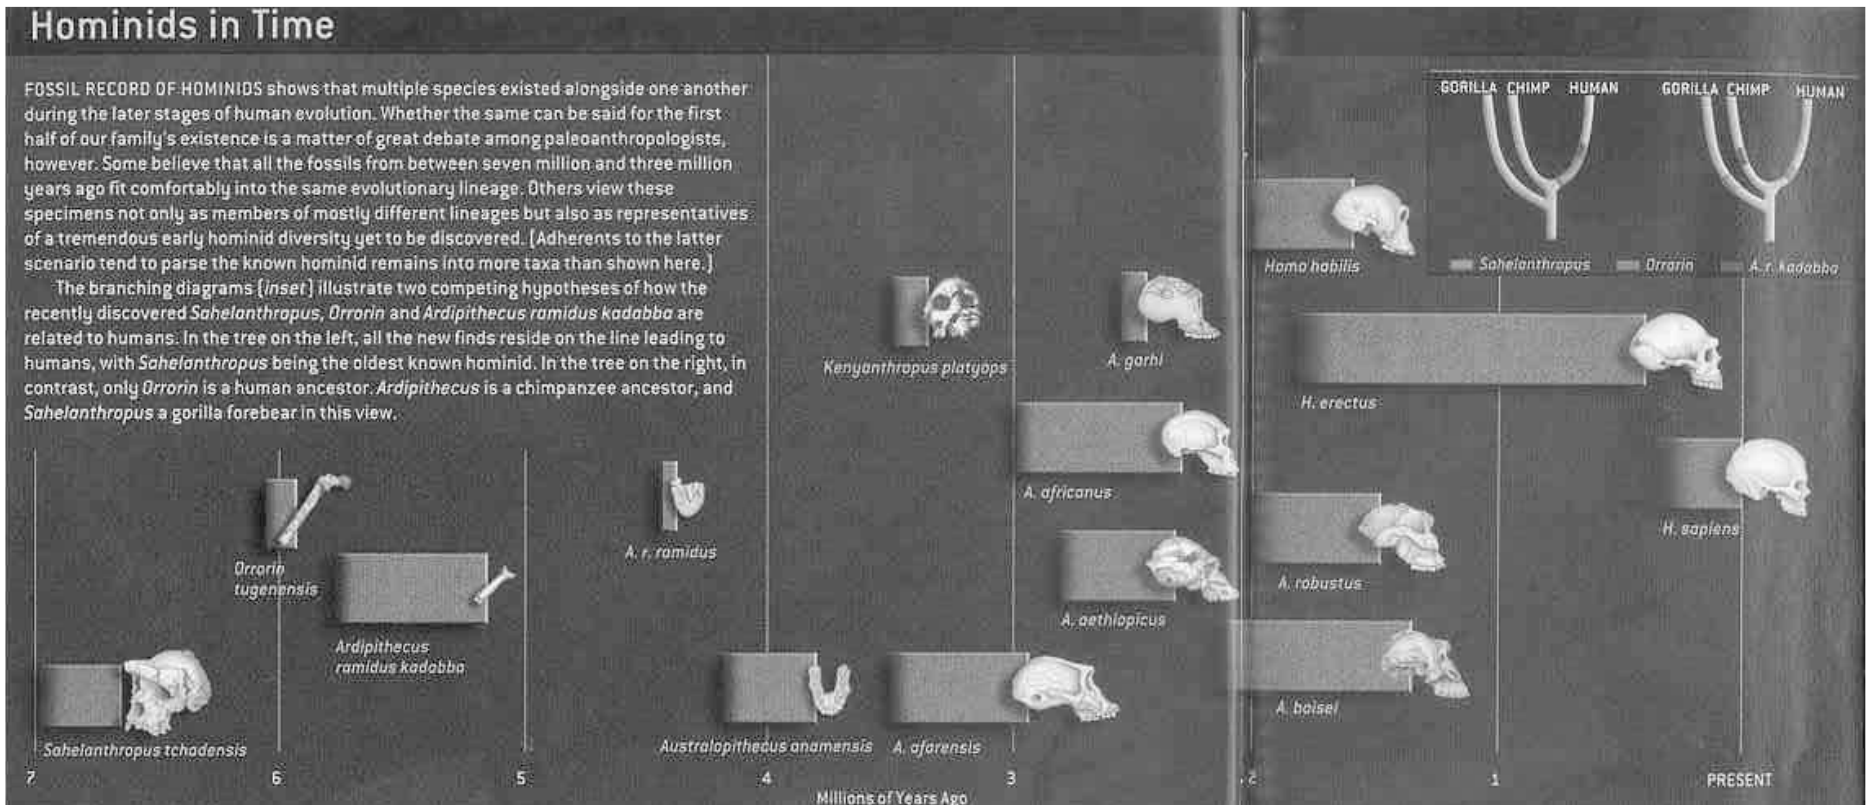 Hominids in Time
FOSSIL RECORD OF HOMINIDS shows that multiple species existed alongside one another
during the later stages of human evolution. Whether the same can be said for the first
half of our family's existence is a matter of great debate among paleoanthropologists,
however. Some believe that all the fossils from between seven million and three million
years ago fit comfortably into the same evolutionary lineage. Others view these
specimens not only as members of mostly different lineages but also as representatives
of a tremendous early hominid diversity yet to be discovered. (Adherents to the latter
scenario tend to parse the known hominid remains into more taxa than shown here.)
The branching diagrams (inset) illustrate two competing hypotheses of how the
recently discovered Sahelanthropus, Orrorin and Ardipithecus ramidus kadabba are
related to humans. In the tree on the left, all the new finds reside on the line leading to
humans, with Sahelanthropus being the oldest known hominid. In the tree on the right, in
contrast, only Orrorin is a human ancestor. Ardipithecus is a chimpanzee ancestor, and
Sahelanthropus a gorilla forebear in this view.
GORILLA CHIMP HUMAN
GORILLA CHIMP HUMAN
Sahelanthropus Orrorin A. r. kadabba
Homo habilis
Kenyanthropus platyops
A. garhi
H. erectus
A. africanus
H. sapiens
A. r. ramidus
Orrorin
tugenensis
A. robustus
A. aethiopicus
Ardipithecus
ramidus kadabba
A. boisei
Sahelanthropus tchadensis
Australopithecus anamensis
A. afarensis
7 6 5 4 3 2 1 PRESENT
Millions of Years Ago